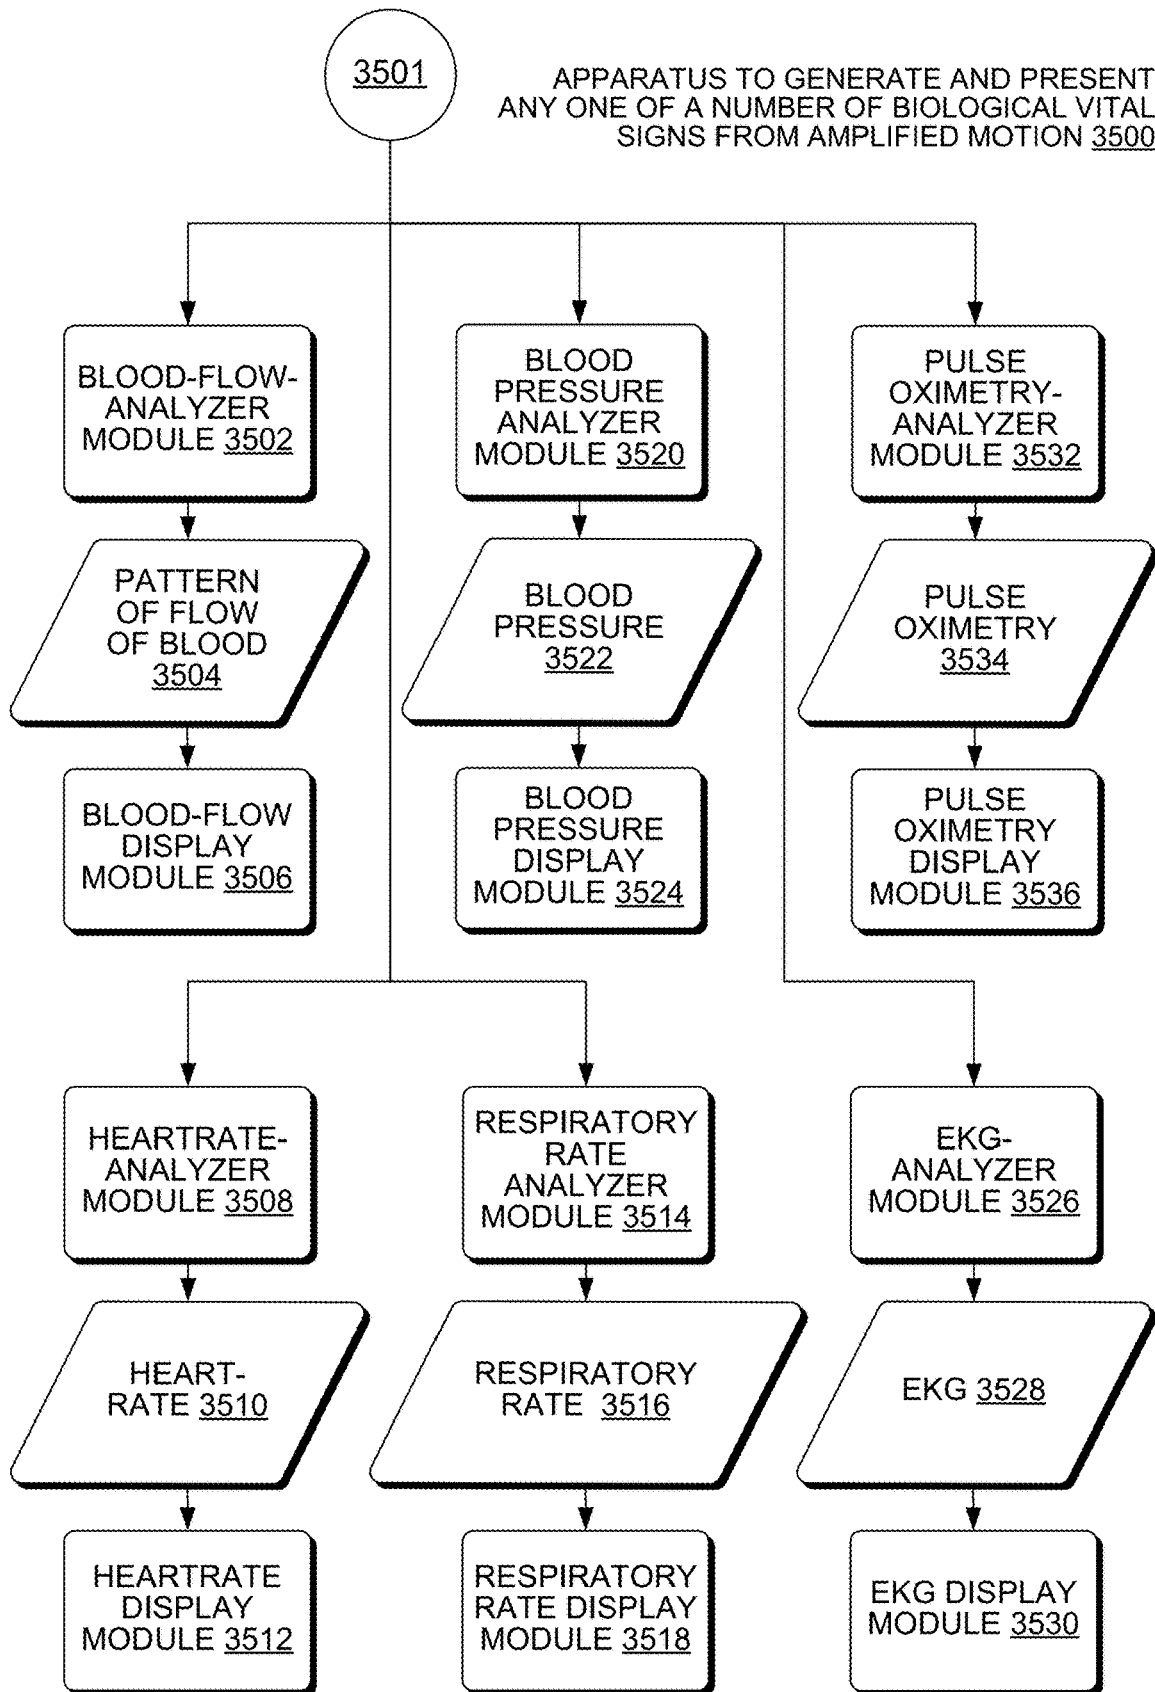 3501
APPARATUS TO GENERATE AND PRESENT
ANY ONE OF A NUMBER OF BIOLOGICAL VITAL
SIGNS FROM AMPLIFIED MOTION 3500
BLOOD-FLOW-
ANALYZER
MODULE 3502
BLOOD
PRESSURE
ANALYZER
MODULE 3520
PULSE
OXIMETRY-
ANALYZER
MODULE 3532
PATTERN
OF FLOW
OF BLOOD
3504
BLOOD
PRESSURE
3522
PULSE
OXIMETRY
3534
BLOOD-FLOW
DISPLAY
MODULE 3506
BLOOD
PRESSURE
DISPLAY
MODULE 3524
PULSE
OXIMETRY
DISPLAY
MODULE 3536
HEARTRATE-
ANALYZER
MODULE 3508
RESPIRATORY
RATE
ANALYZER
MODULE 3514
EKG-
ANALYZER
MODULE 3526
HEART-
RATE 3510
RESPIRATORY
RATE 3516
EKG 3528
HEARTRATE
DISPLAY
MODULE 3512
RESPIRATORY
RATE DISPLAY
MODULE 3518
EKG DISPLAY
MODULE 3530